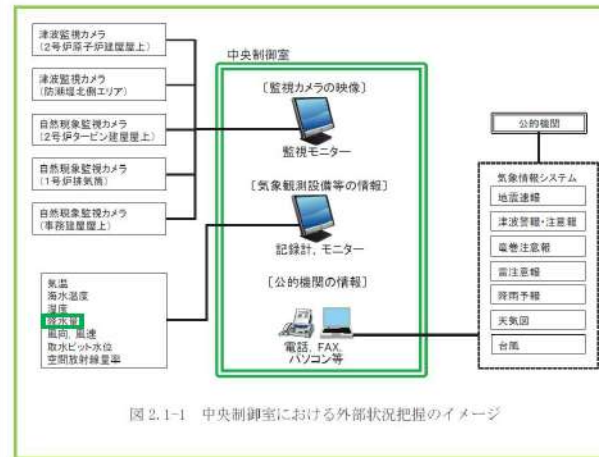 津波監視カメラ
(2号炉原子炉建屋屋上)
津波監視カメラ
(防潮堤北側エリア)
自然現象監視カメラ
(2号炉タービン建屋屋上)
自然現象監視カメラ
(1号炉排気筒)
自然現象監視カメラ
(事務建屋屋上)
気温
海水温度
湿度
降水量
風向,風速
取水ピット水位
空間放射線量率
中央制御室
〔監視カメラの映像〕
監視モニター
〔気象観測設備等の情報〕
記録計,モニター
〔公的機関の情報〕
電話,FAX,
パソコン等
公的機関
気象情報システム
地震速報
津波警報・注意報
竜巻注意報
雷注意報
降雨予報
天気図
台風
図 2.1-1 中央制御室における外部状況把握のイメージ